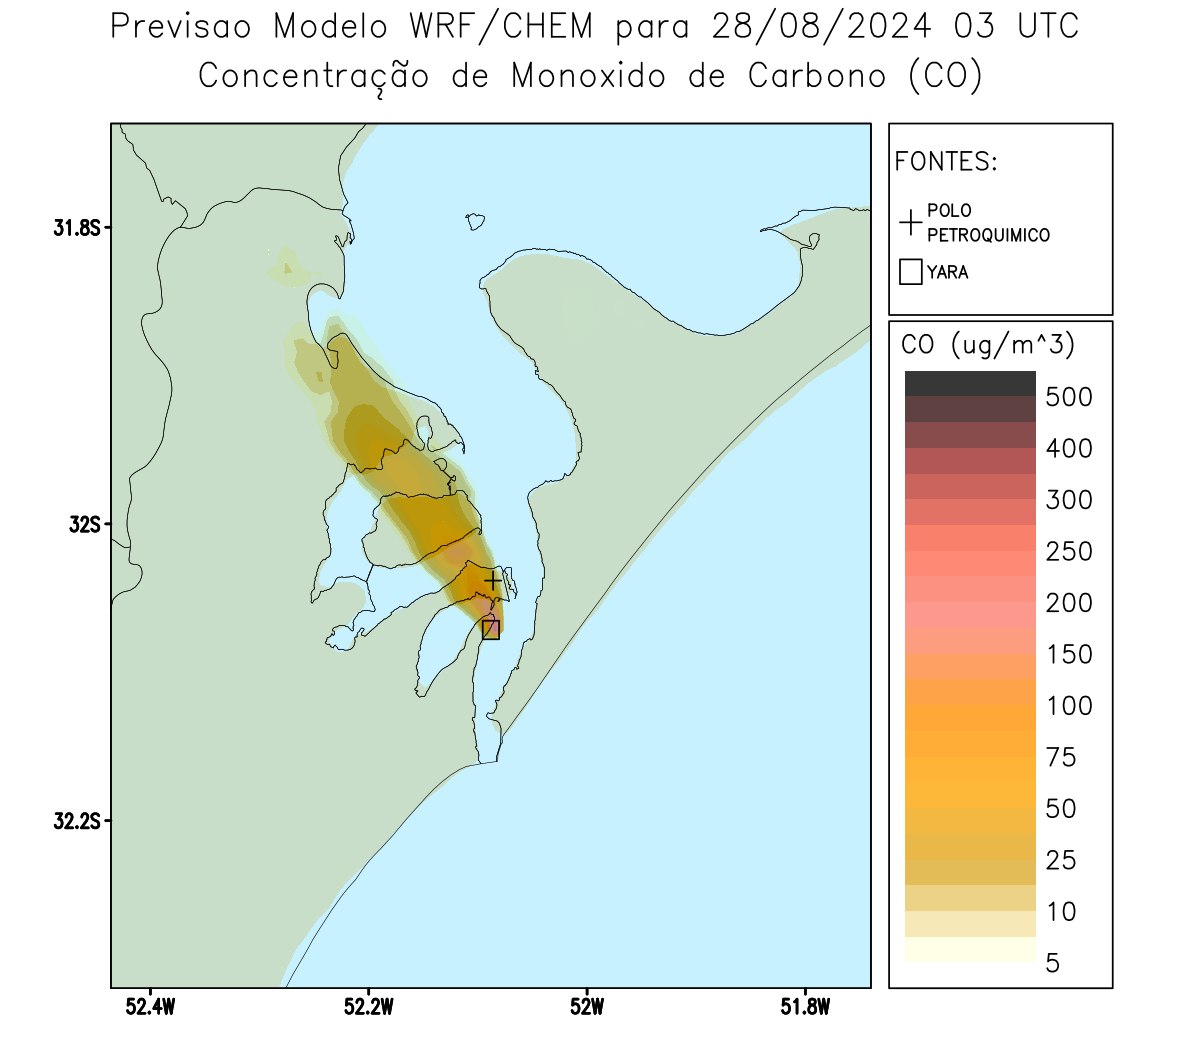 Previsao Modelo WRF/CHEM para 28/08/2024 03 UTC
Concentração de Monoxido de Carbono (CO)
FONTES:
POLO
PETROQUIMICO
YARA
31.8S
32S
32.2S
52.4W
52.2W
52W
51.8W
CO (ug/m^3)
500
400
300
250
200
150
100
75
50
25
10
5